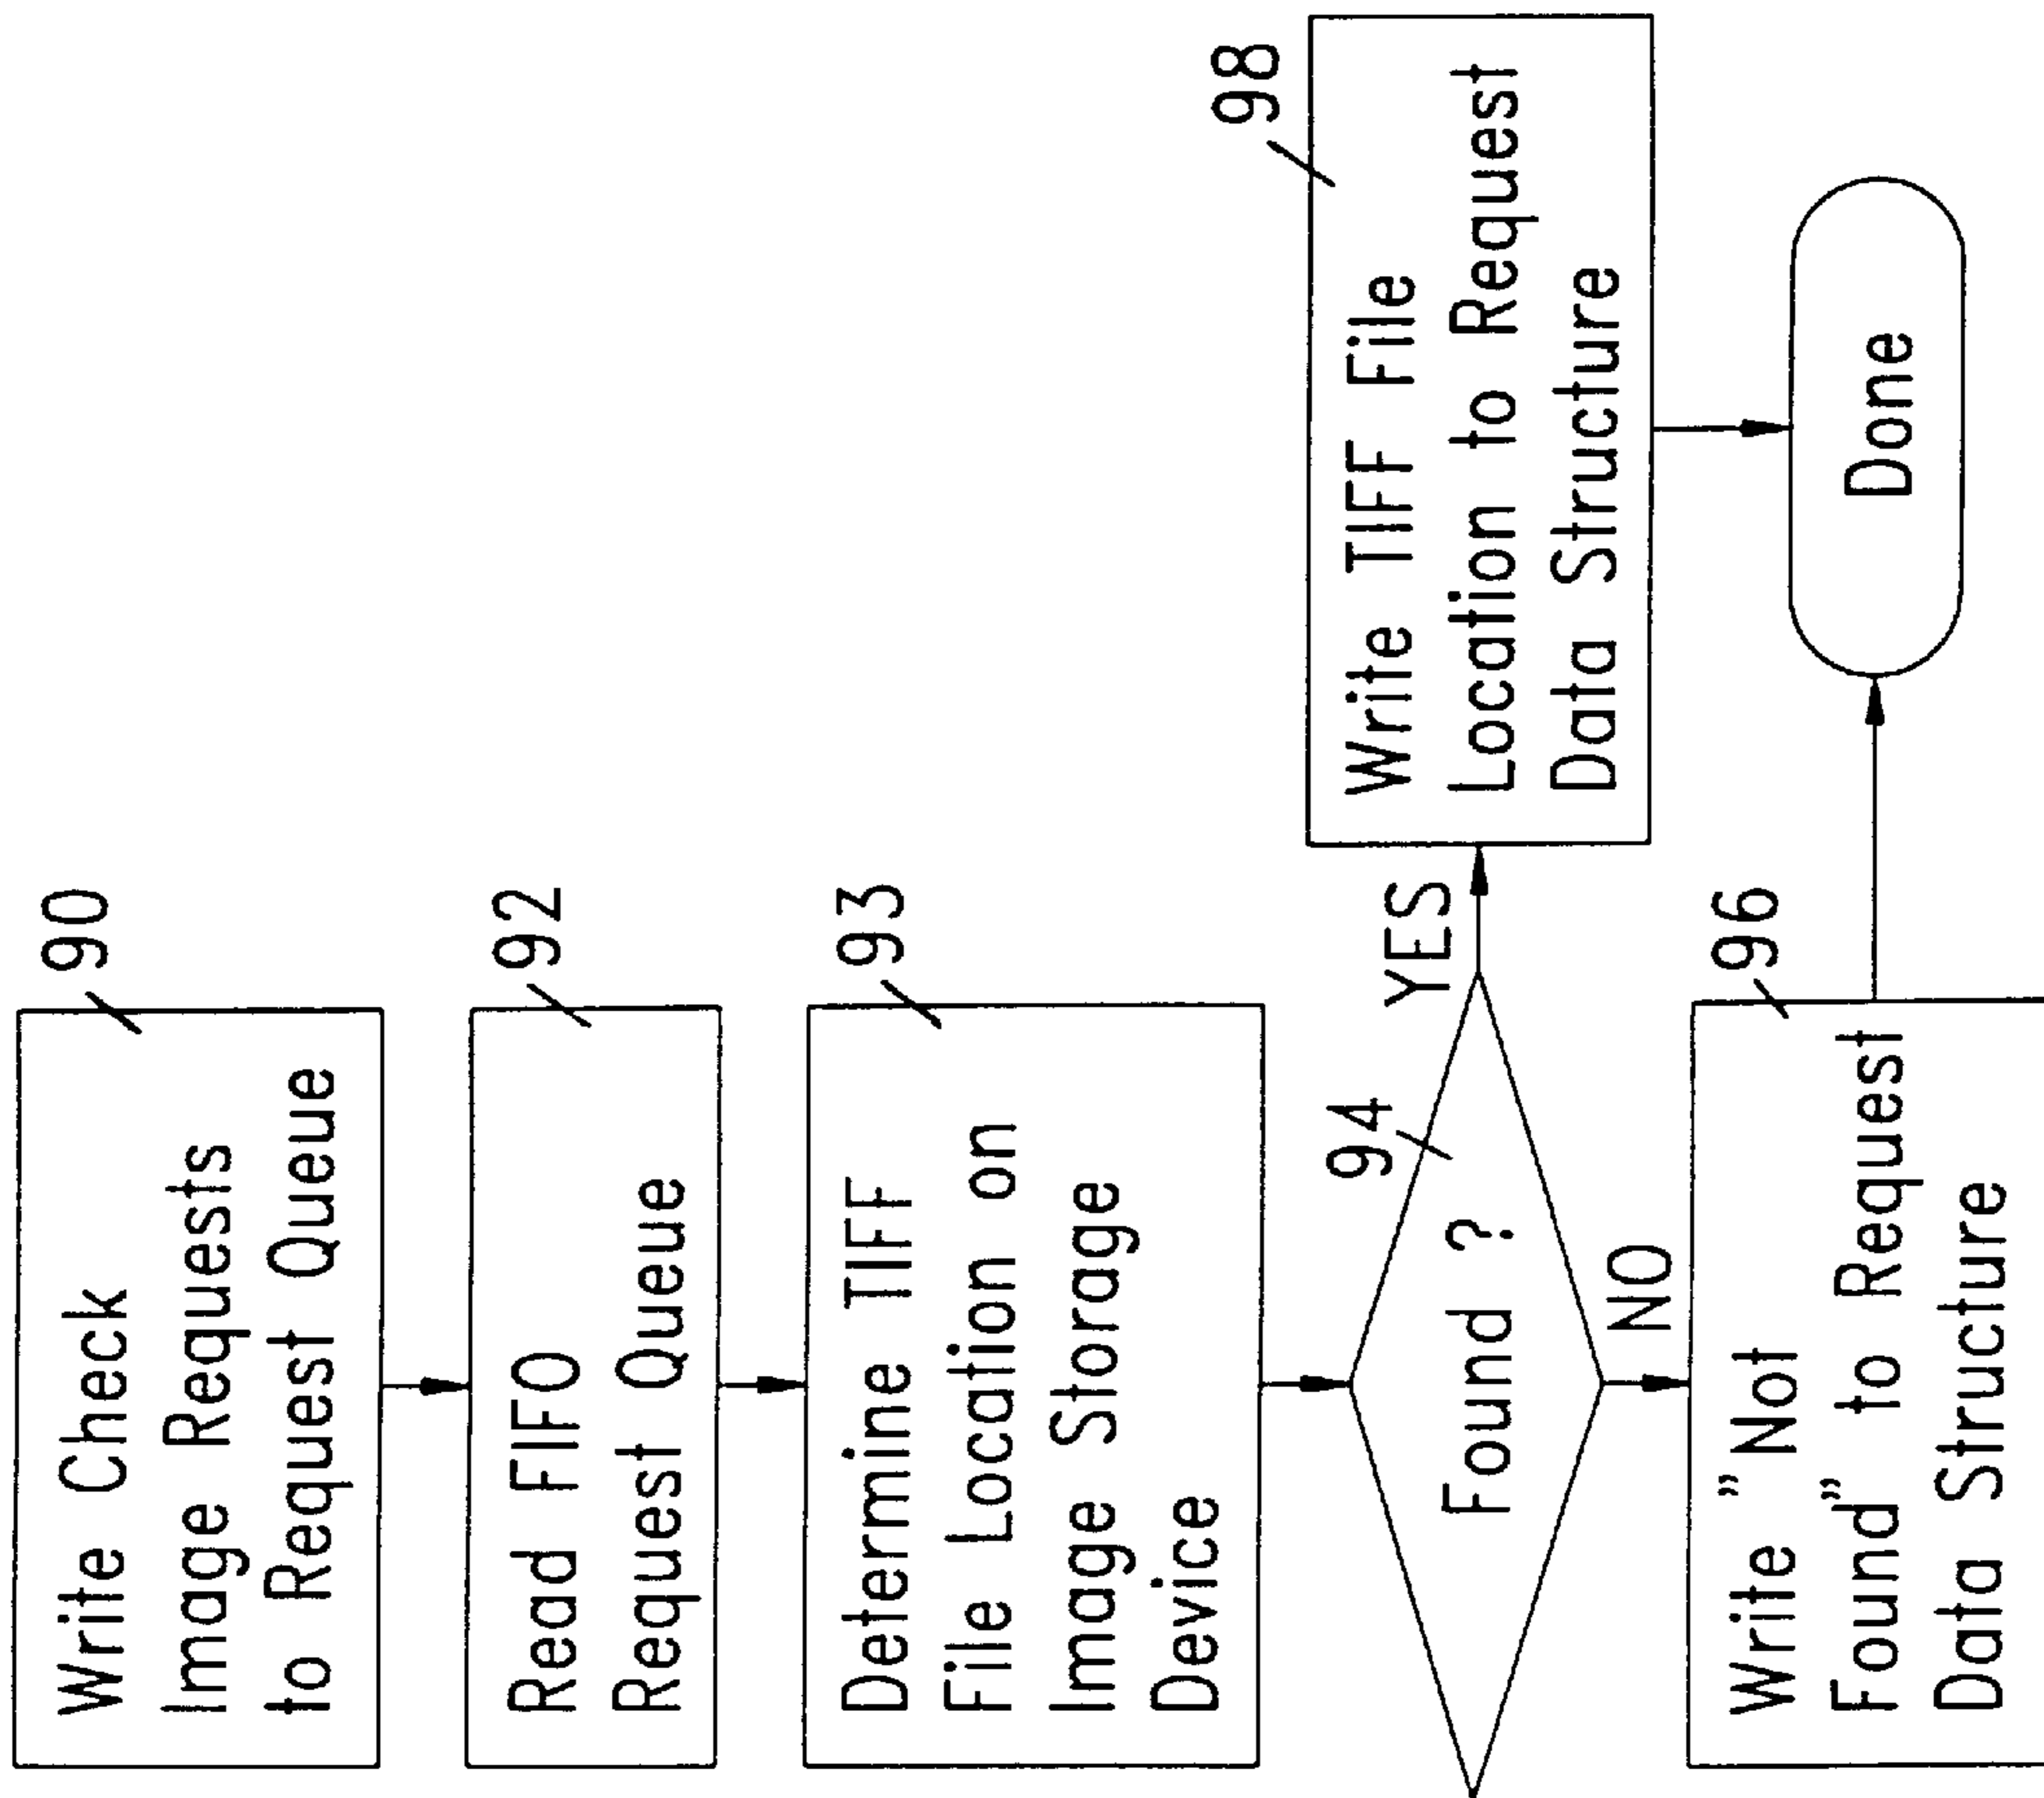 90
Write Check
Image Requests
to Request Queue
92
Read FIFO
Request Queue
93
Determine TIFF
File Location on
Image Storage
Device
94
Found ?
YES
98
Write TIFF File
Location to Request
Data Structure
NO
96
Write "Not
Found" to Request
Data Structure
Done